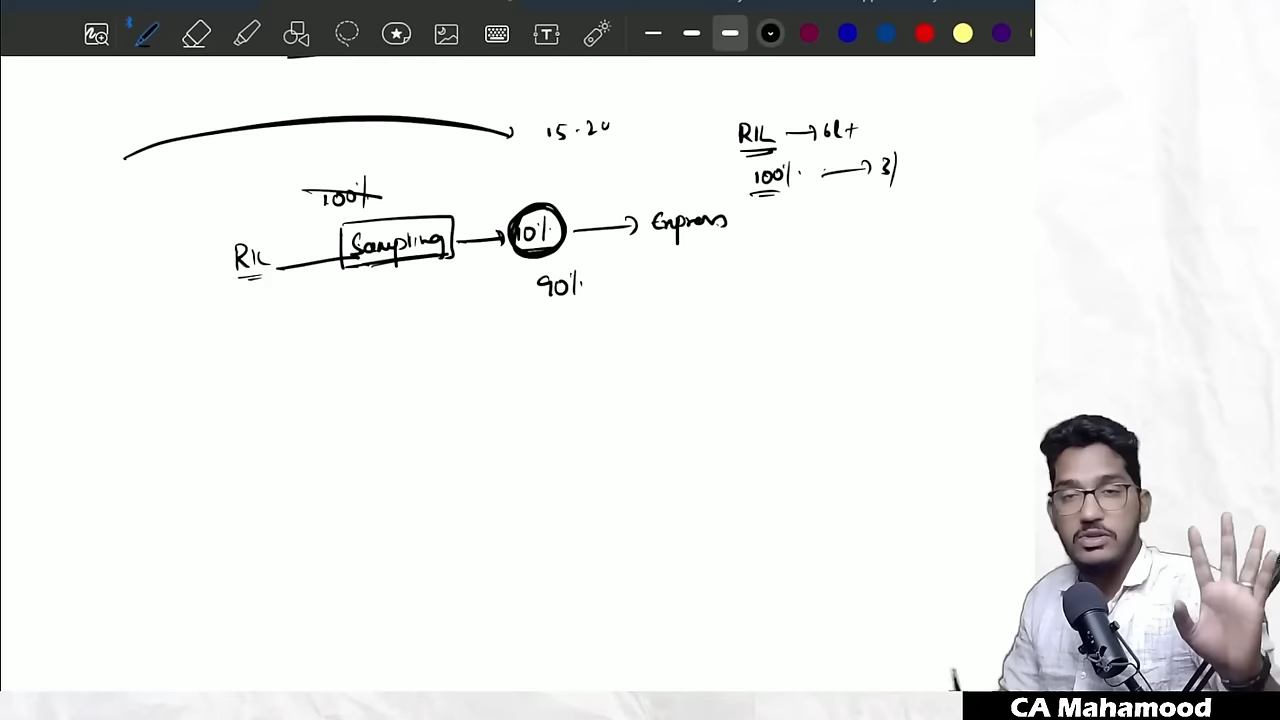 15-20
RIL → 6L+
100% → 3/
100%
RIL Sampling → 10% → Express
90%
CA Mahamood